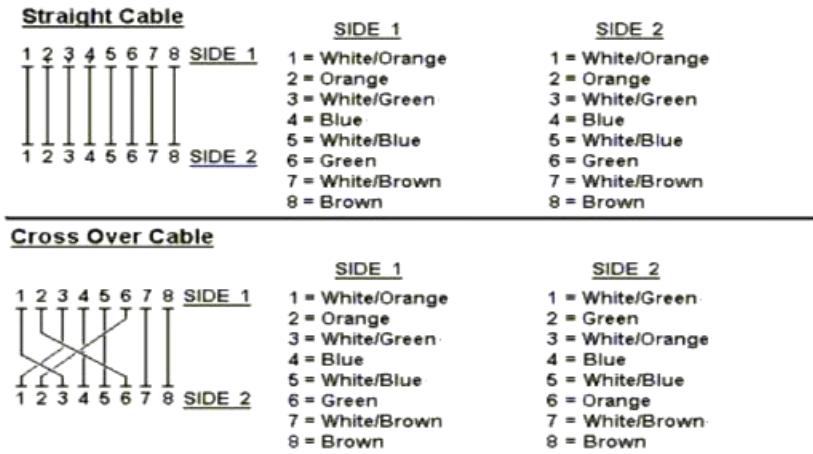 Straight Cable
SIDE 1
SIDE 2
1 2 3 4 5 6 7 8 SIDE 1
1 2 3 4 5 6 7 8 SIDE 2
1 = White/Orange
2 = Orange
3 = White/Green
4 = Blue
5 = White/Blue
6 = Green
7 = White/Brown
8 = Brown
1 = White/Orange
2 = Orange
3 = White/Green
4 = Blue
5 = White/Blue
6 = Green
7 = White/Brown
8 = Brown
Cross Over Cable
SIDE 1
SIDE 2
1 2 3 4 5 6 7 8 SIDE 1
1 2 3 4 5 6 7 8 SIDE 2
1 = White/Orange
2 = Orange
3 = White/Green
4 = Blue
5 = White/Blue
6 = Green
7 = White/Brown
8 = Brown
1 = White/Green
2 = Green
3 = White/Orange
4 = Blue
5 = White/Blue
6 = Orange
7 = White/Brown
8 = Brown